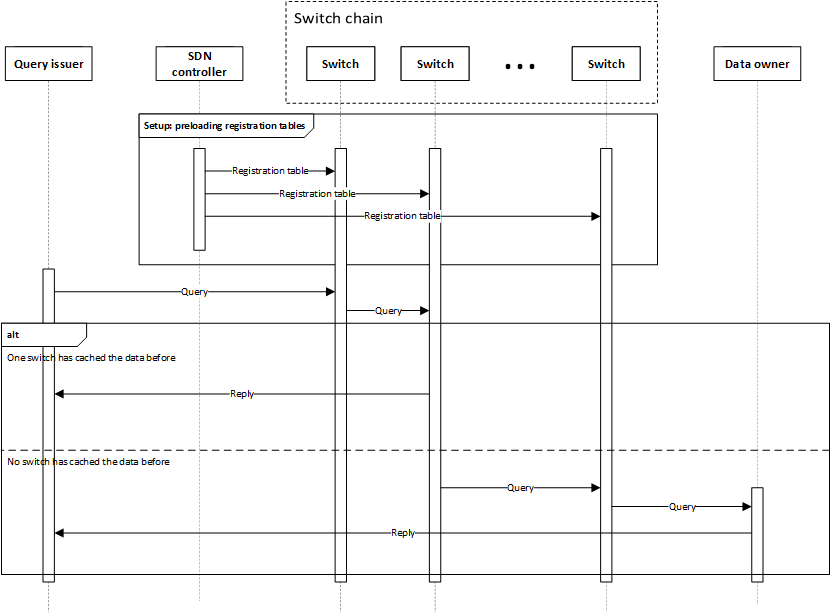 Switch chain
Query issuer
SDN
controller
Switch
Switch
...
Switch
Data owner
Setup: preloading registration tables
Registration table
Registration table
Registration table
Query
Query
alt
One switch has cached the data before
Reply
No switch has cached the data before
Query
Query
Reply